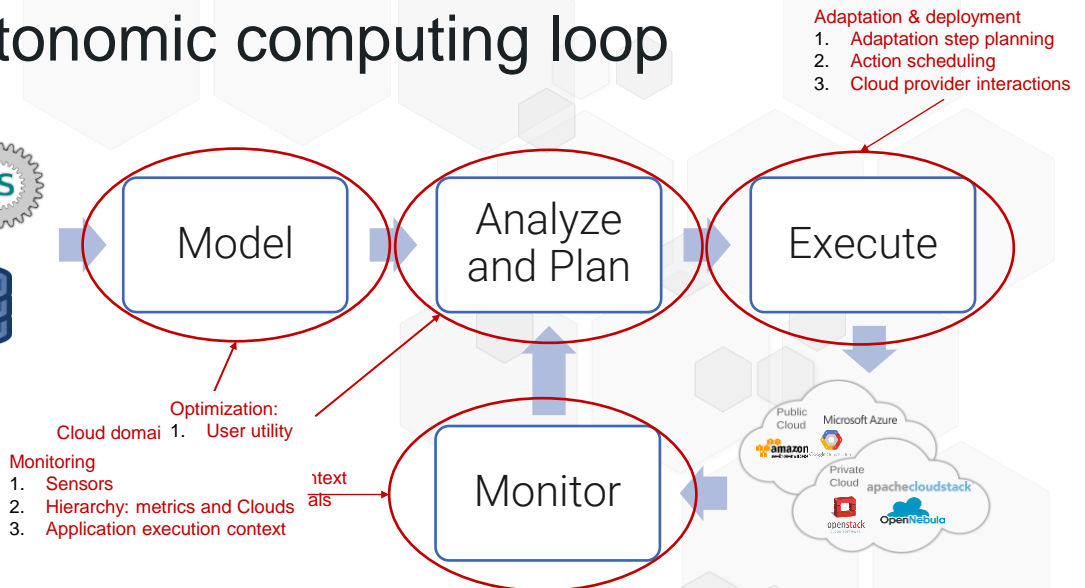 tonomic computing loop
Adaptation & deployment
1. Adaptation step planning
2. Action scheduling
3. Cloud provider interactions
S
Model
Analyze
and Plan
Execute
Optimization:
Cloud domai 1. User utility
Monitoring
1. Sensors
2. Hierarchy: metrics and Clouds
3. Application execution context
ntext
als
Monitor
Public
Cloud
Microsoft Azure
amazon
Private
Cloud
apachecloudstack
openstack
OpenNebula